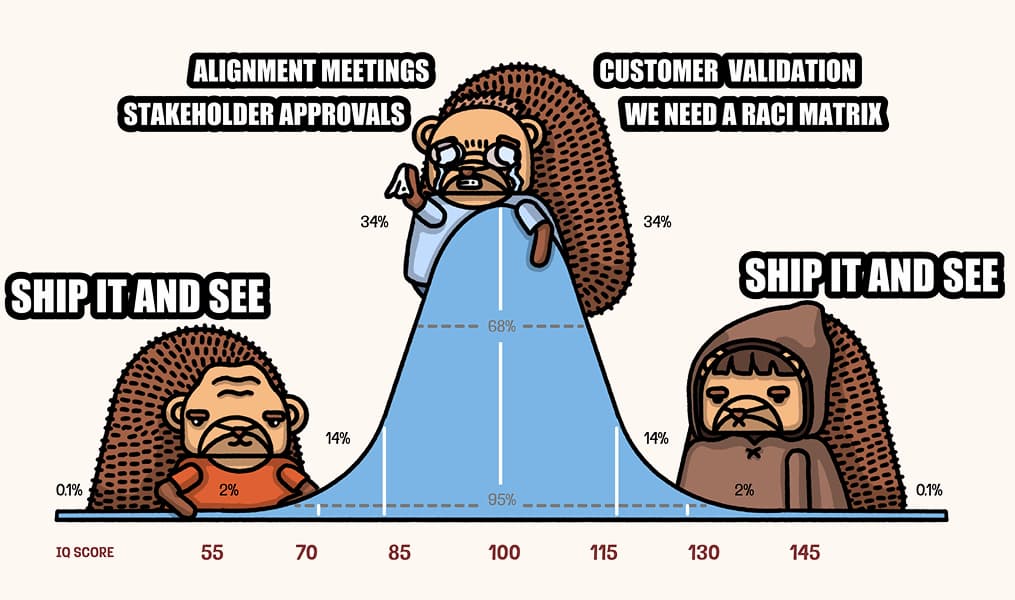 ALIGNMENT MEETINGS
STAKEHOLDER APPROVALS
CUSTOMER VALIDATION
WE NEED A RACI MATRIX
34%
34%
SHIP IT AND SEE
SHIP IT AND SEE
68%
14%
14%
0.1%
2%
95%
2%
0.1%
IQ SCORE 55 70 85 100 115 130 145